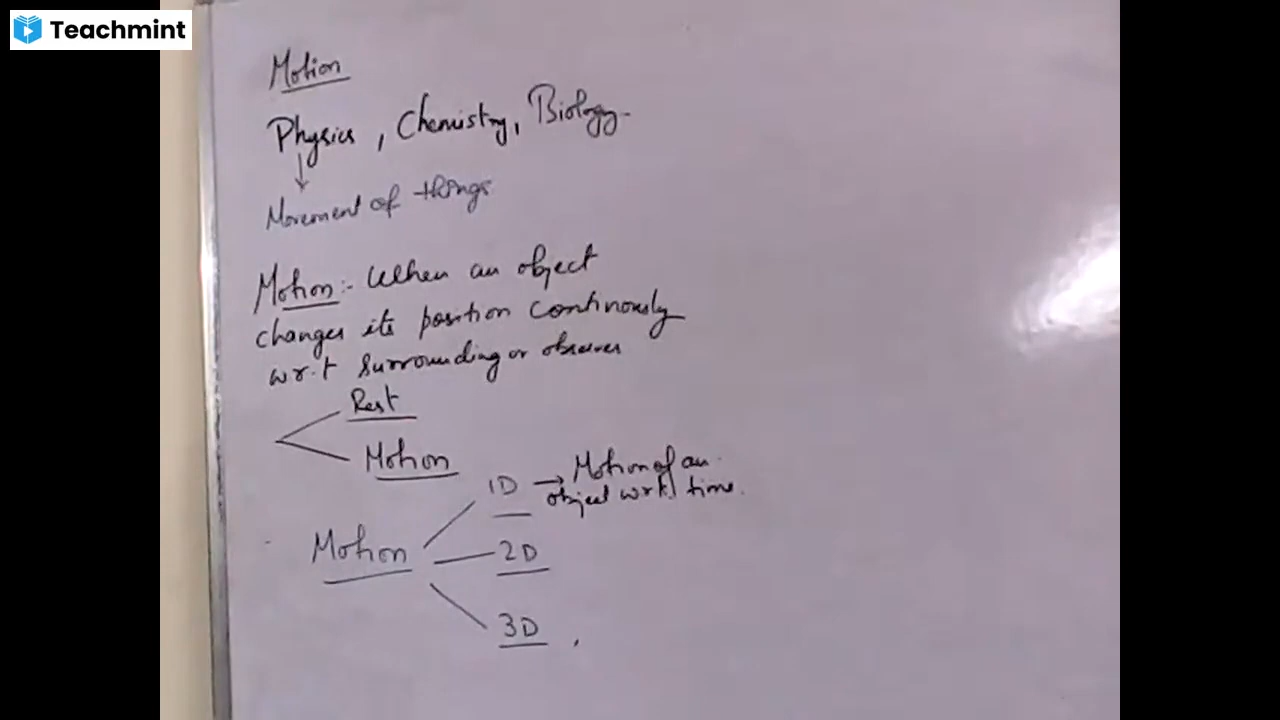 Teachmint
Motion
Physics, Chemistry, Biology.
↓
Movement of things
Motion:- When an object
changes its position continously
w.r.t surrounding or observer
Rest
Motion
1D → Motion of an
object w.r.t time.
Motion
2D
3D,